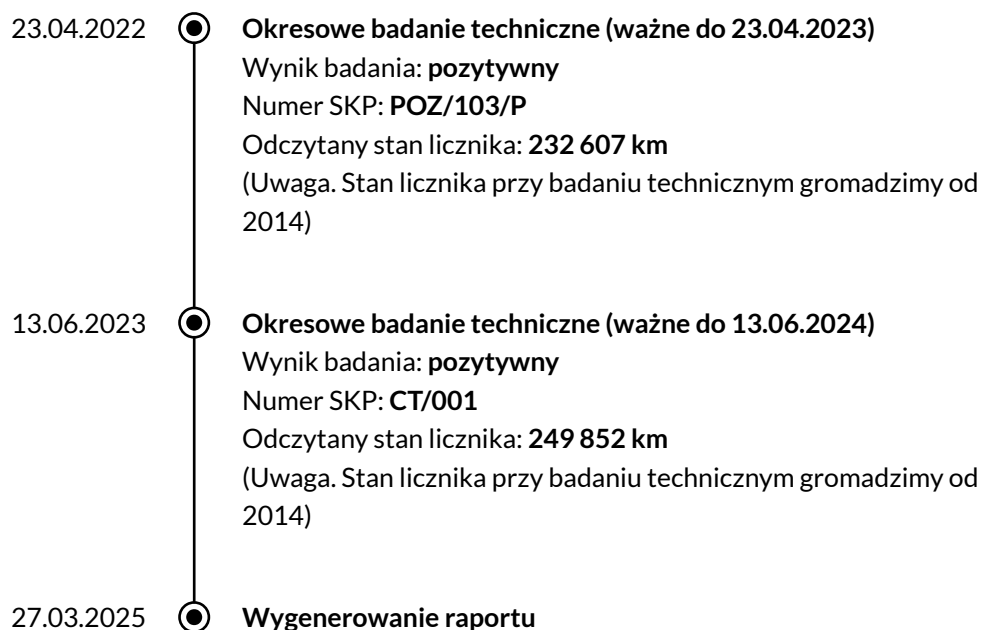 23.04.2022 Okresowe badanie techniczne (ważne do 23.04.2023)
Wynik badania: pozytywny
Numer SKP: POZ/103/P
Odczytany stan licznika: 232 607 km
(Uwaga. Stan licznika przy badaniu technicznym gromadzimy od
2014)
13.06.2023 Okresowe badanie techniczne (ważne do 13.06.2024)
Wynik badania: pozytywny
Numer SKP: CT/001
Odczytany stan licznika: 249 852 km
(Uwaga. Stan licznika przy badaniu technicznym gromadzimy od
2014)
27.03.2025 Wygenerowanie raportu